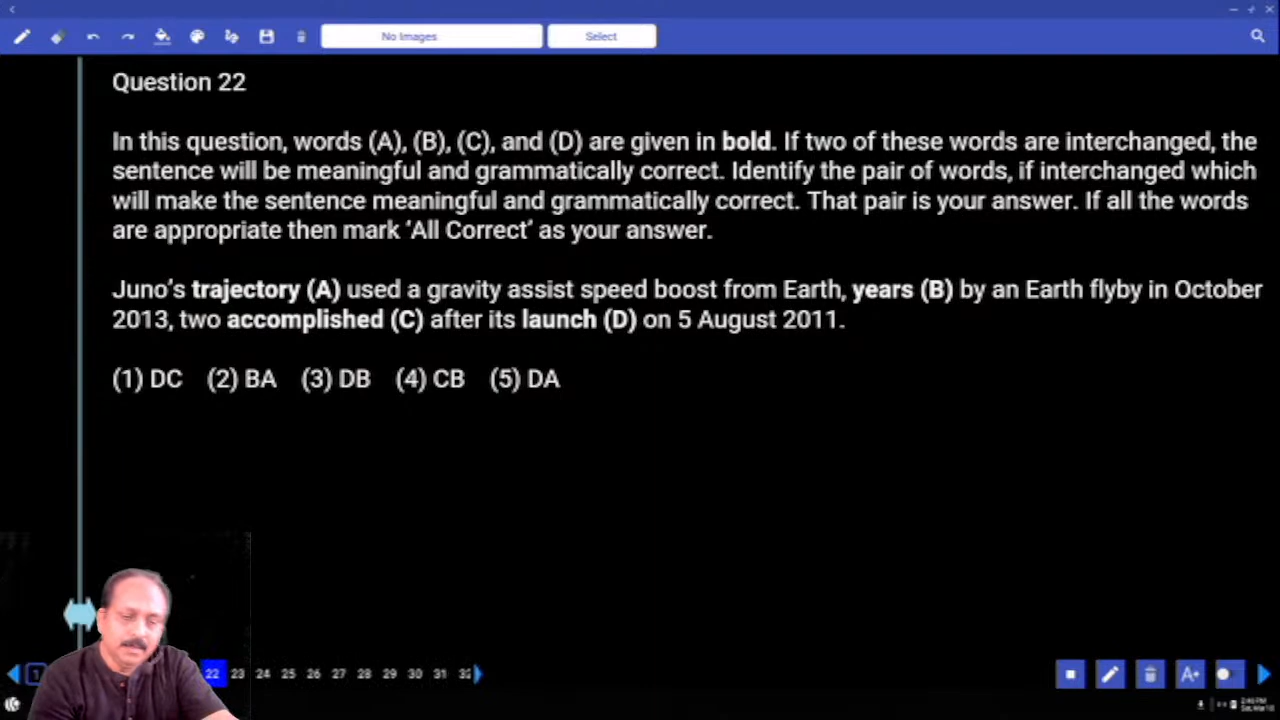 No Images
Select
Question 22
In this question, words (A), (B), (C), and (D) are given in bold. If two of these words are interchanged, the
sentence will be meaningful and grammatically correct. Identify the pair of words, if interchanged which
will make the sentence meaningful and grammatically correct. That pair is your answer. If all the words
are appropriate then mark ‘All Correct’ as your answer.
Juno’s trajectory (A) used a gravity assist speed boost from Earth, years (B) by an Earth flyby in October
2013, two accomplished (C) after its launch (D) on 5 August 2011.
(1) DC (2) BA (3) DB (4) CB (5) DA
1 22 23 24 25 26 27 28 29 30 31
A+